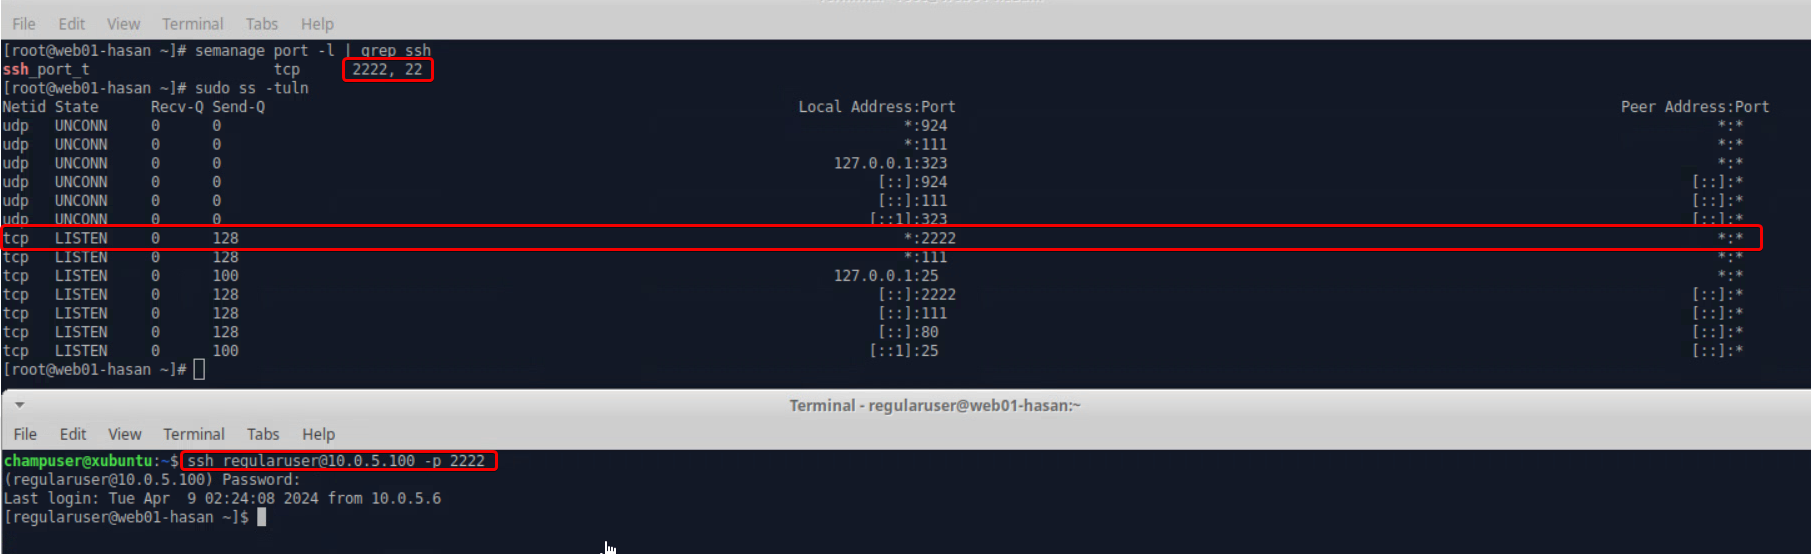 File Edit View Terminal Tabs Help
[root@web01-hasan ~]# semanage port -l | grep ssh
ssh_port_t tcp 2222, 22
[root@web01-hasan ~]# sudo ss -tuln
Netid State Recv-Q Send-Q Local Address:Port Peer Address:Port
udp UNCONN 0 0 *:924 *:*
udp UNCONN 0 0 *:111 *:*
udp UNCONN 0 0 127.0.0.1:323 *:*
udp UNCONN 0 0 [::]:924 [::]:*
udp UNCONN 0 0 [::]:111 [::]:*
udp UNCONN 0 0 [::1]:323 [::]:*
tcp LISTEN 0 128 *:2222 *:*
tcp LISTEN 0 128 *:111 *:*
tcp LISTEN 0 100 127.0.0.1:25 *:*
tcp LISTEN 0 128 [::]:2222 [::]:*
tcp LISTEN 0 128 [::]:111 [::]:*
tcp LISTEN 0 128 [::]:80 [::]:*
tcp LISTEN 0 100 [::1]:25 [::]:*
[root@web01-hasan ~]#
Terminal - regularuser@web01-hasan:~
File Edit View Terminal Tabs Help
champuser@xubuntu:~$ ssh regularuser@10.0.5.100 -p 2222
(regularuser@10.0.5.100) Password:
Last login: Tue Apr  9 02:24:08 2024 from 10.0.5.6
[regularuser@web01-hasan ~]$